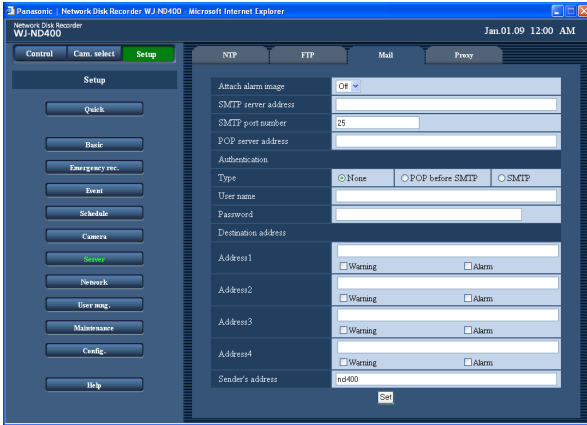 Panasonic | Network Disk Recorder WJ-ND400 - Microsoft Internet Explorer
Network Disk Recorder
WJ-ND400
Jan.01.09 12:00 AM
Control Cam. select Setup
NTP FTP Mail Proxy
Setup
Quick
Basic
Emergency rec.
Event
Schedule
Camera
Server
Network
User mng.
Maintenance
Config.
Help
Attach alarm image Off
SMTP server address
SMTP port number 25
POP server address
Authentication
Type None POP before SMTP SMTP
User name
Password
Destination address
Address1
Warning Alarm
Address2
Warning Alarm
Address3
Warning Alarm
Address4
Warning Alarm
Sender's address nd400
Set